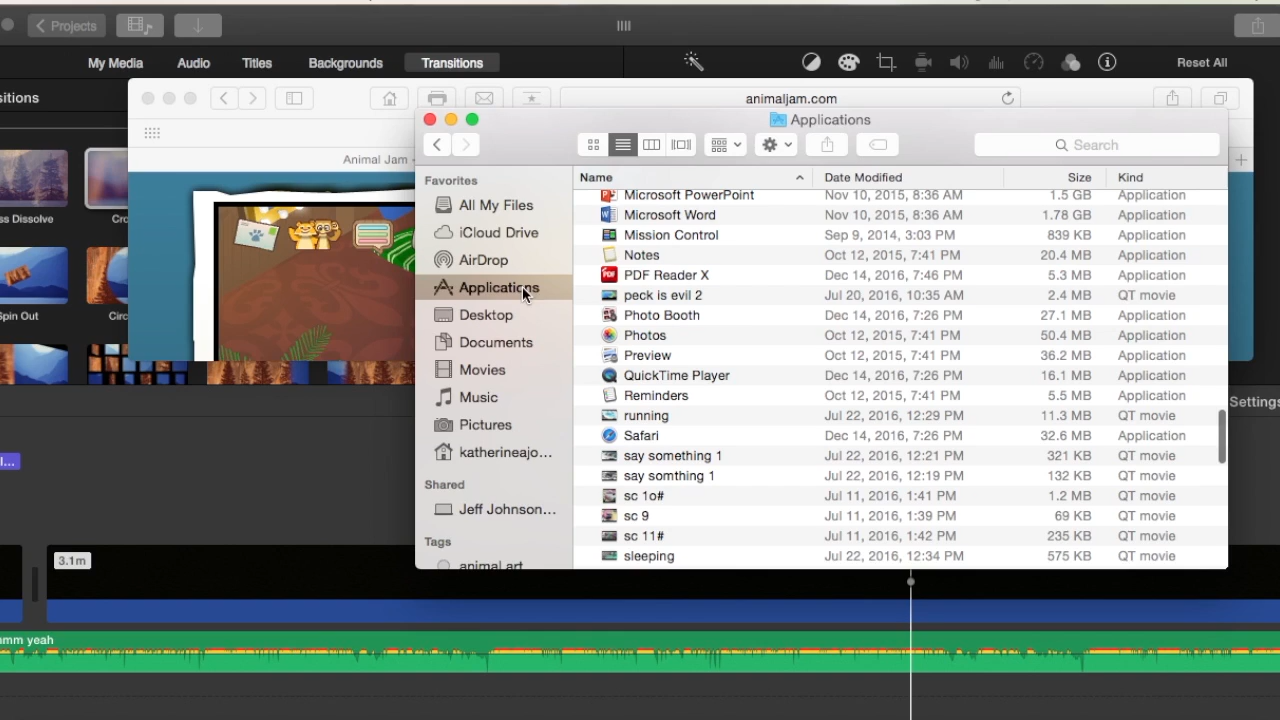 Projects
My Media Audio Titles Backgrounds Transitions Reset All
sitions
animaljam.com
Applications
Search
Animal Jam
Favorites
All My Files
iCloud Drive
AirDrop
Applications
Desktop
Documents
Movies
Music
Pictures
katherineajo...
Shared
Jeff Johnson...
Tags
animal art
Name Date Modified Size Kind
Microsoft PowerPoint Nov 10, 2015, 8:36 AM 1.5 GB Application
Microsoft Word Nov 10, 2015, 8:36 AM 1.78 GB Application
Mission Control Sep 9, 2014, 3:03 PM 839 KB Application
Notes Oct 12, 2015, 7:41 PM 20.4 MB Application
PDF Reader X Dec 14, 2016, 7:46 PM 5.3 MB Application
peck is evil 2 Jul 20, 2016, 10:35 AM 2.4 MB QT movie
Photo Booth Dec 14, 2016, 7:26 PM 27.1 MB Application
Photos Oct 12, 2015, 7:41 PM 50.4 MB Application
Preview Oct 12, 2015, 7:41 PM 36.2 MB Application
QuickTime Player Dec 14, 2016, 7:26 PM 16.1 MB Application
Reminders Oct 12, 2015, 7:41 PM 5.5 MB Application
running Jul 22, 2016, 12:29 PM 11.3 MB QT movie
Safari Dec 14, 2016, 7:26 PM 32.6 MB Application
say something 1 Jul 22, 2016, 12:21 PM 321 KB QT movie
say somthing 1 Jul 22, 2016, 12:19 PM 132 KB QT movie
sc 1o# Jul 11, 2016, 1:41 PM 1.2 MB QT movie
sc 9 Jul 11, 2016, 1:39 PM 69 KB QT movie
sc 11# Jul 11, 2016, 1:42 PM 235 KB QT movie
sleeping Jul 22, 2016, 12:34 PM 575 KB QT movie
ss Dissolve Cro
Spin Out Circ
Settings
l...
3.1m
mm yeah